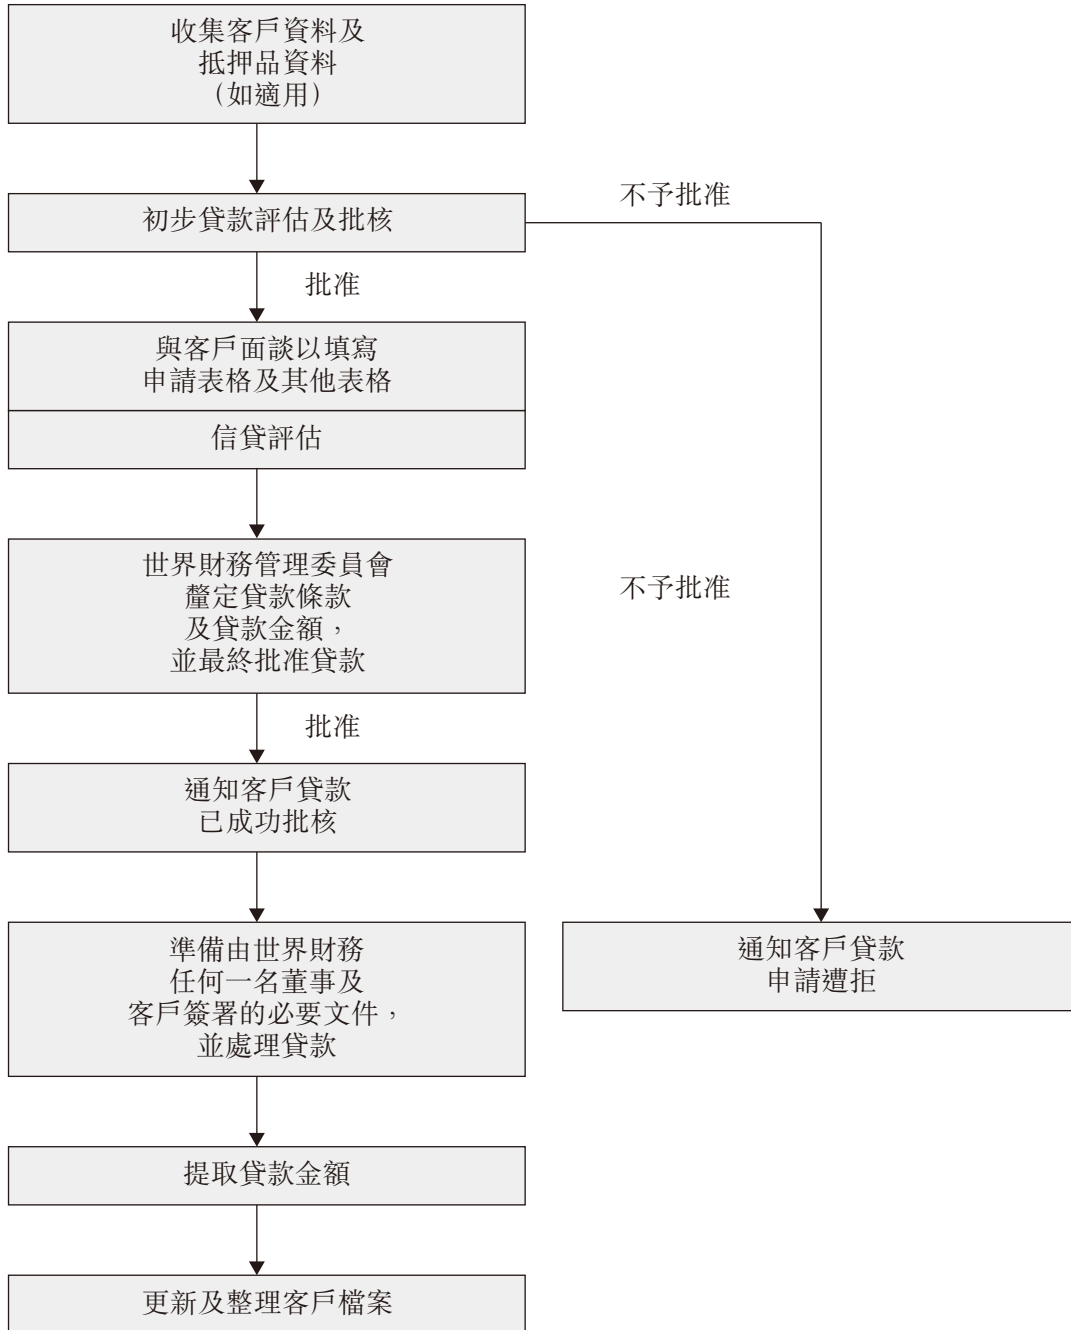 收集客戶資料及
抵押品資料
（如適用）
初步貸款評估及批核
不予批准
批准
與客戶面談以填寫
申請表格及其他表格
信貸評估
世界財務管理委員會
釐定貸款條款
及貸款金額，
並最終批准貸款
不予批准
批准
通知客戶貸款
已成功批核
準備由世界財務
任何一名董事及
客戶簽署的必要文件，
並處理貸款
通知客戶貸款
申請遭拒
提取貸款金額
更新及整理客戶檔案